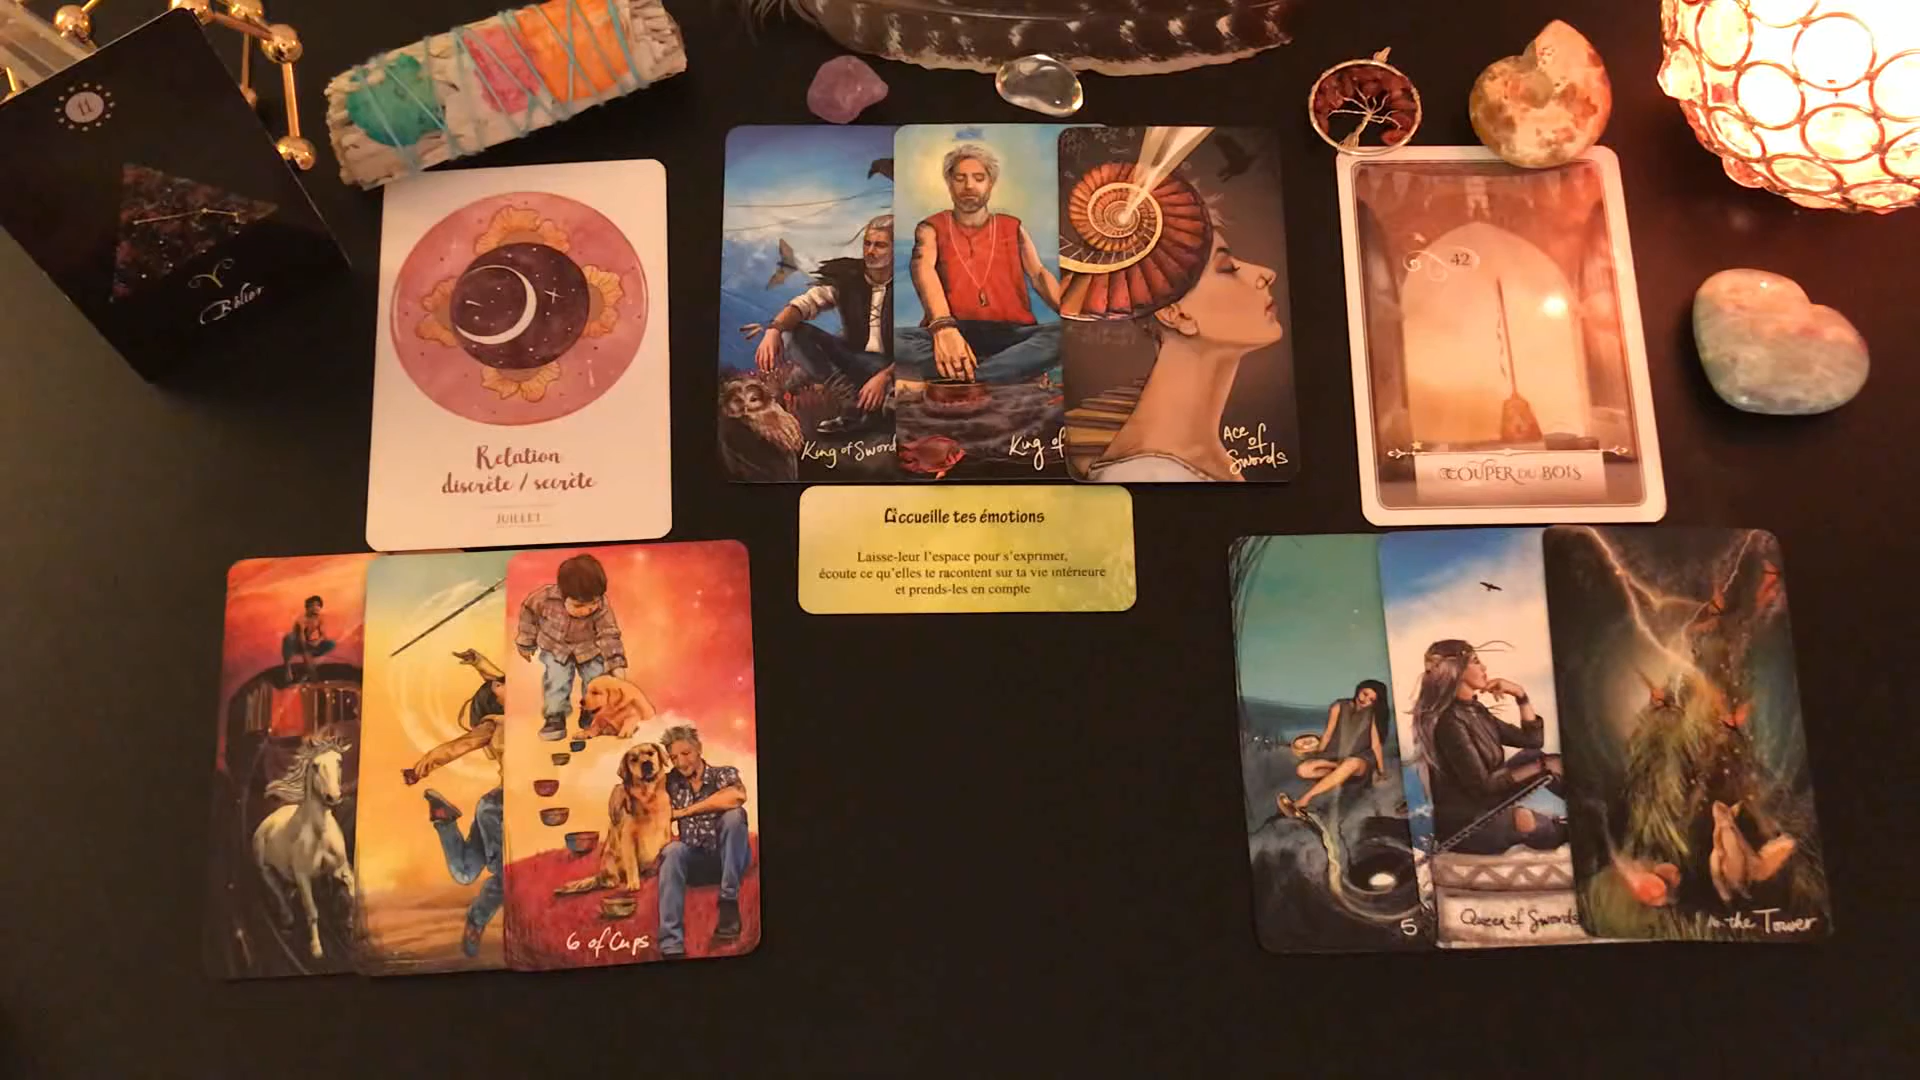 11
Bélier
Relation
discrète / secrète
JUILLET
King of Sword
King of
Ace
of
Swords
42
COUPER DU BOIS
Accueille tes émotions
Laisse-leur l'espace pour s'exprimer,
écoute ce qu'elles te racontent sur ta vie intérieure
et prends-les en compte
6 of Cups
5
Queen of Swords
the Tower